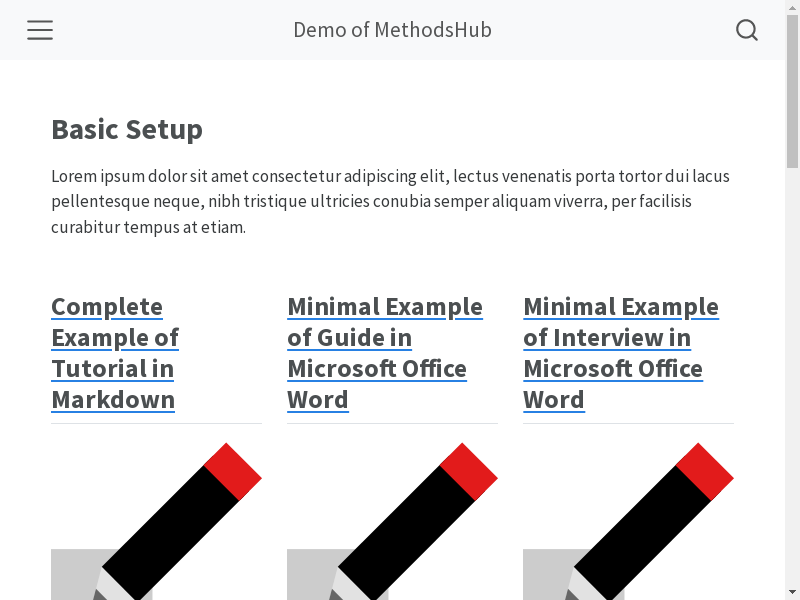 Demo of MethodsHub
Basic Setup
Lorem ipsum dolor sit amet consectetur adipiscing elit, lectus venenatis porta tortor dui lacus
pellentesque neque, nibh tristique ultricies conubia semper aliquam viverra, per facilisis
curabitur tempus at etiam.
Complete
Example of
Tutorial in
Markdown
Minimal Example
of Guide in
Microsoft Office
Word
Minimal Example
of Interview in
Microsoft Office
Word